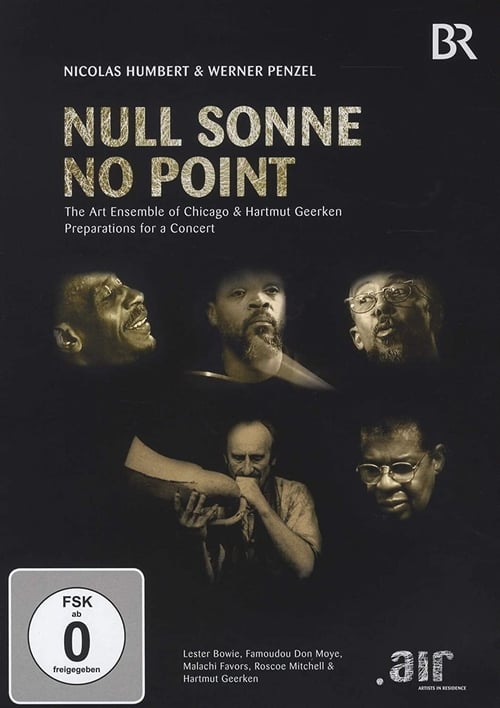 BR
NICOLAS HUMBERT & WERNER PENZEL
NULL SONNE
NO POINT
The Art Ensemble of Chicago & Hartmut Geerken
Preparations for a Concert
FSK
ab
0
freigegeben
Lester Bowie, Famoudou Don Moye,
Malachi Favors, Roscoe Mitchell &
Hartmut Geerken
.aır
ARTISTS IN RESIDENCE